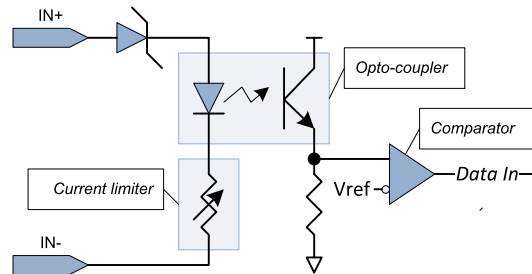 IN+
Opto-coupler
Comparator
Data In
Current limiter
Vref
IN-